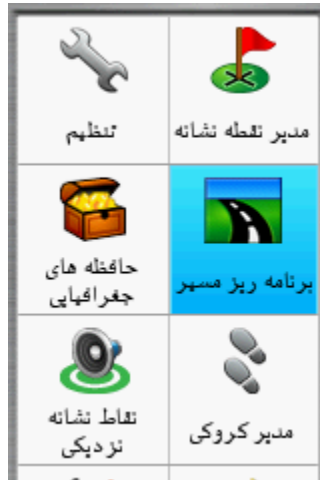 مدیر نقطه نشانه
تنظیم
برنامه ریز مسیر
حافظه های
جغرافیایی
مدیر کروکی
نقاط نشانه
نزدیکی